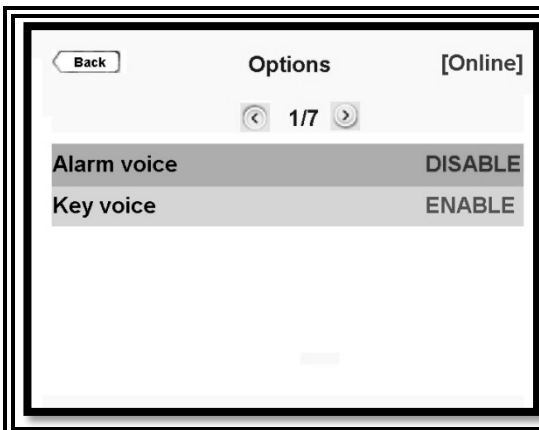 Back Options [Online]
1/7
Alarm voice DISABLE
Key voice ENABLE